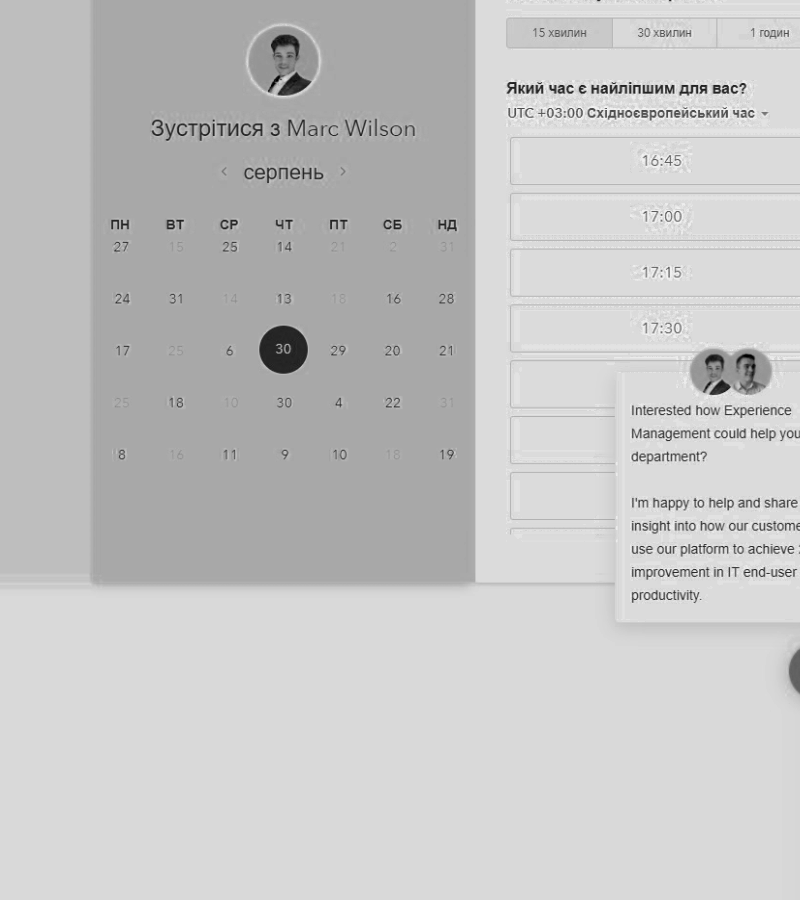 Зустрітися з Marc Wilson
серпень
ПН ВТ СР ЧТ ПТ СБ НД
27 15 25 14 21 2 31
24 31 14 13 18 16 28
17 25 6 30 29 20 21
25 18 10 30 4 22 31
8 16 11 9 10 18 19
15 хвилин 30 хвилин 1 годин
Який час є найліпшим для вас?
UTC +03:00 Східноєвропейський час
16:45
17:00
17:15
17:30
Interested how Experience
Management could help you
department?
I'm happy to help and share
insight into how our custome
use our platform to achieve
improvement in IT end-user
productivity.